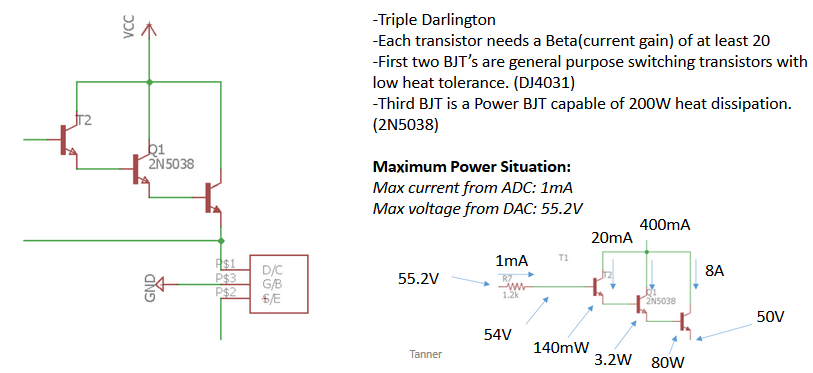 VCC
T2
Q1
2N5038
P$1
P$3
P$2
D/C
G/B
S/E
GND
-Triple Darlington
-Each transistor needs a Beta(current gain) of at least 20
-First two BJT's are general purpose switching transistors with
low heat tolerance. (DJ4031)
-Third BJT is a Power BJT capable of 200W heat dissipation.
(2N5038)
Maximum Power Situation:
Max current from ADC: 1mA
Max voltage from DAC: 55.2V
400mA
20mA
1mA
T1
8A
55.2V
R7
1.2k
T2
Q1
2N5038
50V
54V
140mW
3.2W
80W
Tanner